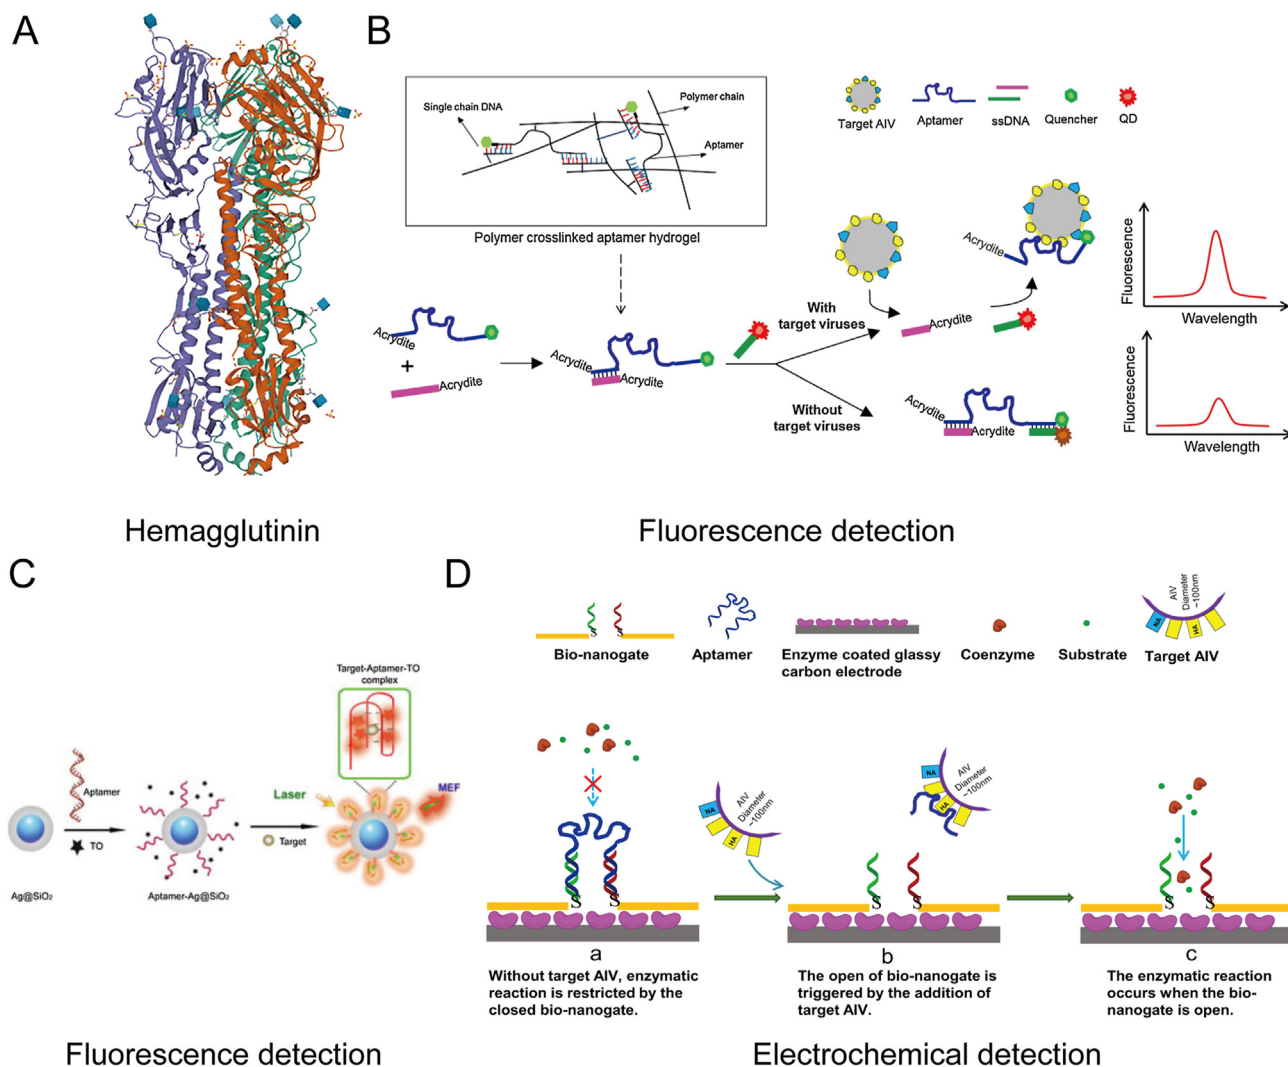 A
B
Single chain DNA
Polymer chain
Aptamer
Polymer crosslinked aptamer hydrogel
Target AIV
Aptamer
ssDNA
Quencher
QD
Acrydite
+
Acrydite
Acrydite
Acrydite
With
target viruses
Without
target viruses
Acrydite
Acrydite
Acrydite
Acrydite
Fluorescence
Wavelength
Fluorescence
Wavelength
Hemagglutinin
Fluorescence detection
C
Ag@SiO2
Aptamer
TO
Aptamer-Ag@SiO2
Laser
Target
Target-Aptamer-TO
complex
MEF
Fluorescence detection
D
S
S
Bio-nanogate
Aptamer
Enzyme coated glassy
carbon electrode
Coenzyme
Substrate
NA
HA
AIV
Diameter
~100nm
Target AIV
S
S
a
Without target AIV, enzymatic
reaction is restricted by the
closed bio-nanogate.
NA
HA
AIV
Diameter
~100nm
NA
HA
AIV
Diameter
~100nm
S
S
b
The open of bio-nanogate is
triggered by the addition of
target AIV.
S
S
c
The enzymatic reaction
occurs when the bio-
nanogate is open.
Electrochemical detection